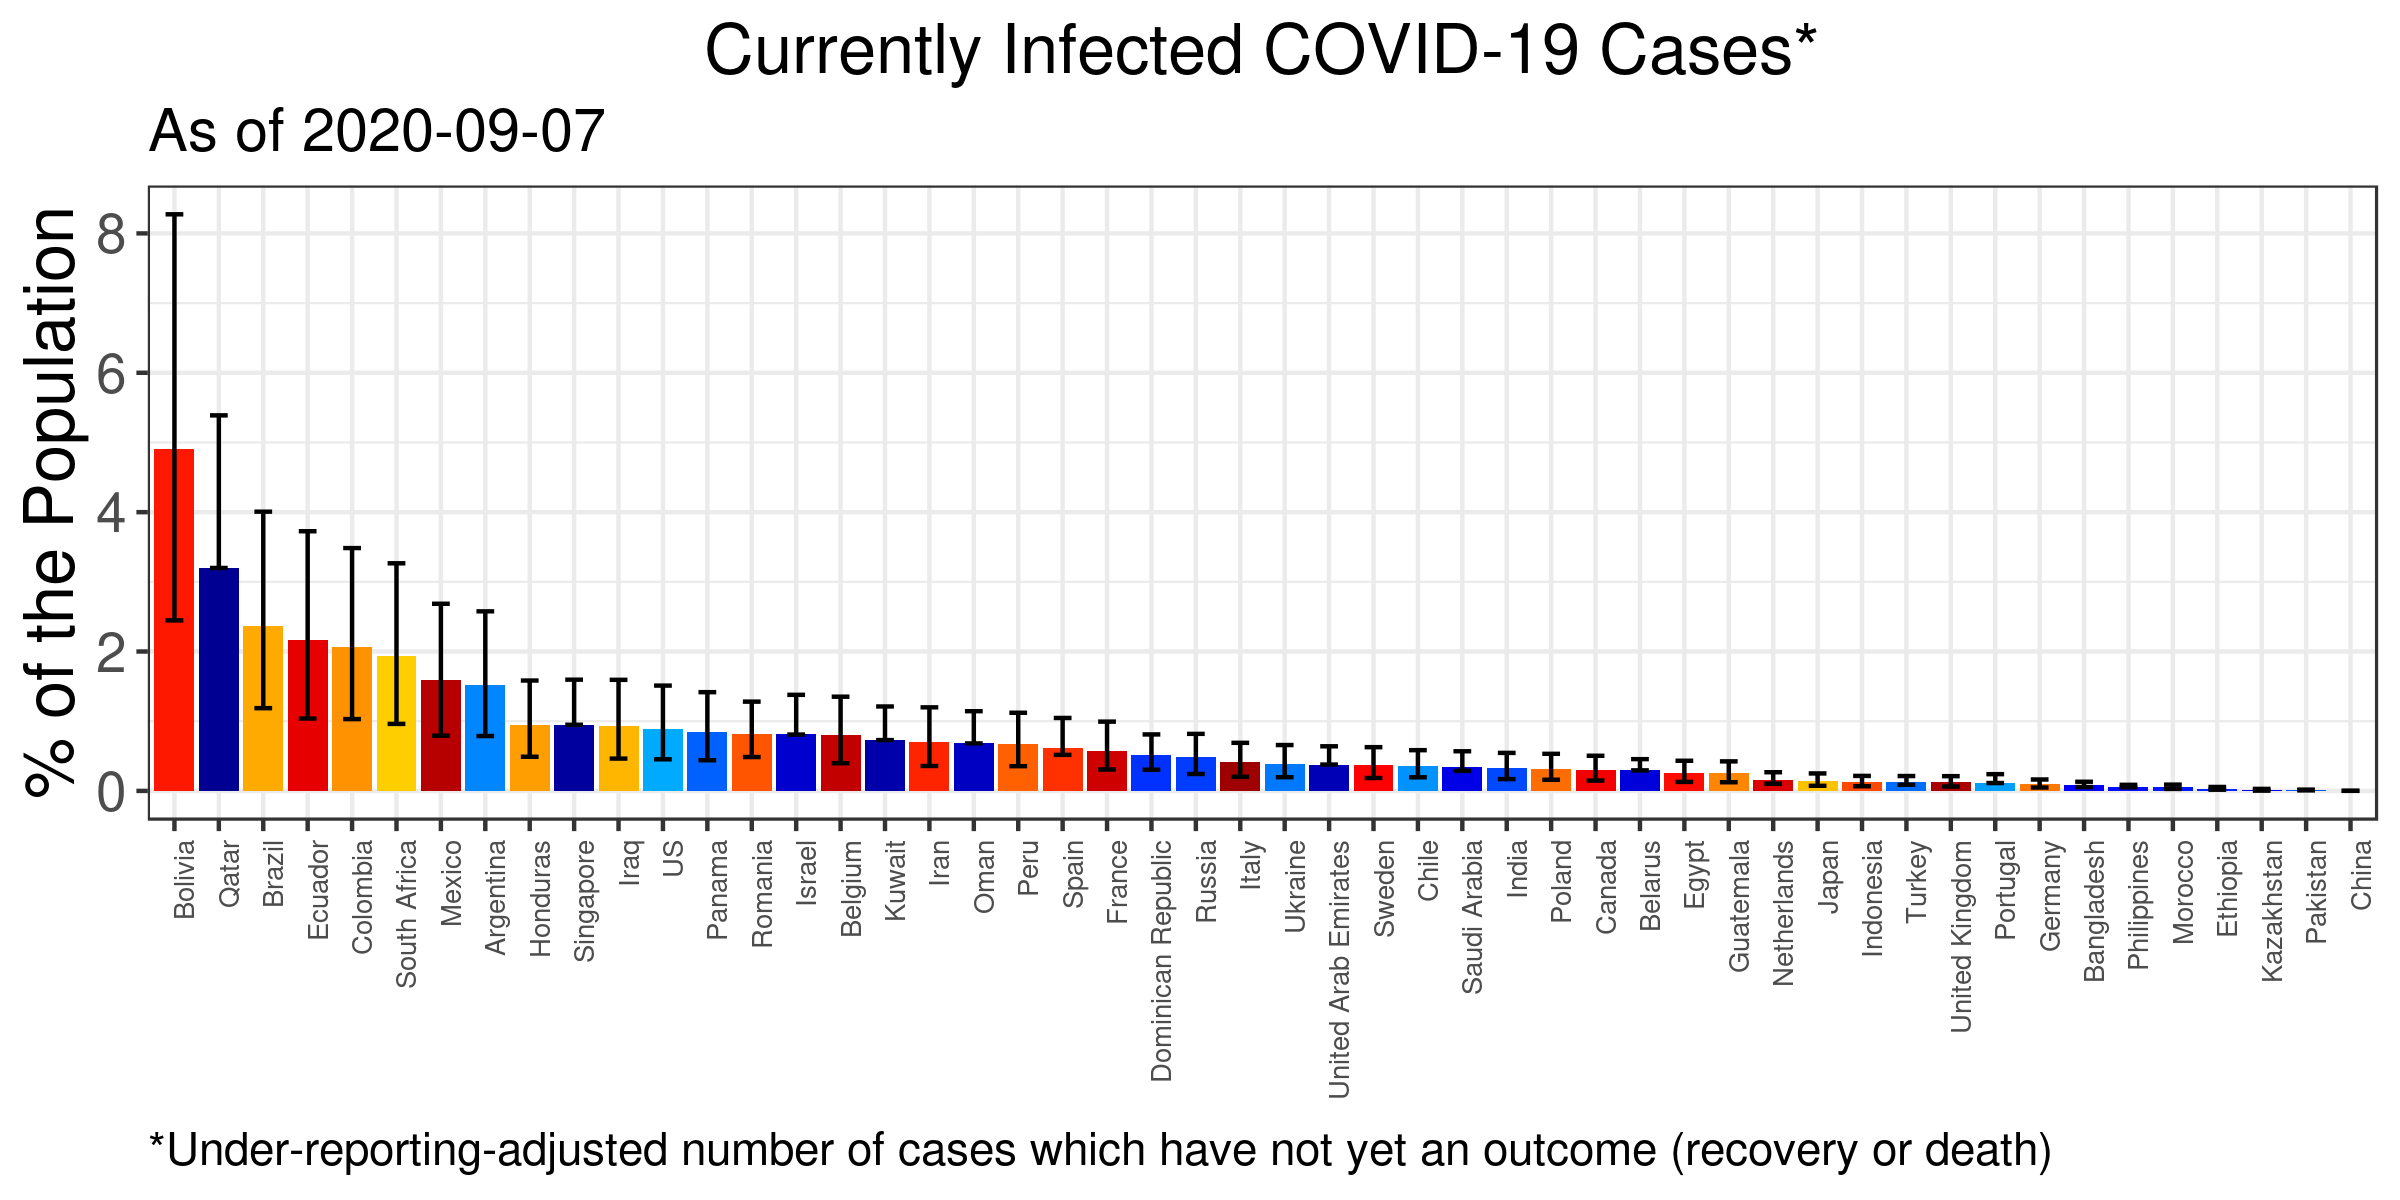 Currently Infected COVID-19 Cases*
As of 2020-09-07
% of the Population
8
6
4
2
0
Bolivia
Qatar
Brazil
Ecuador
Colombia
South Africa
Mexico
Argentina
Honduras
Singapore
Iraq
US
Panama
Romania
Israel
Belgium
Kuwait
Iran
Oman
Peru
Spain
France
Dominican Republic
Russia
Italy
Ukraine
United Arab Emirates
Sweden
Chile
Saudi Arabia
India
Poland
Canada
Belarus
Egypt
Guatemala
Netherlands
Japan
Indonesia
Turkey
United Kingdom
Portugal
Germany
Bangladesh
Philippines
Morocco
Ethiopia
Kazakhstan
Pakistan
China
*Under-reporting-adjusted number of cases which have not yet an outcome (recovery or death)